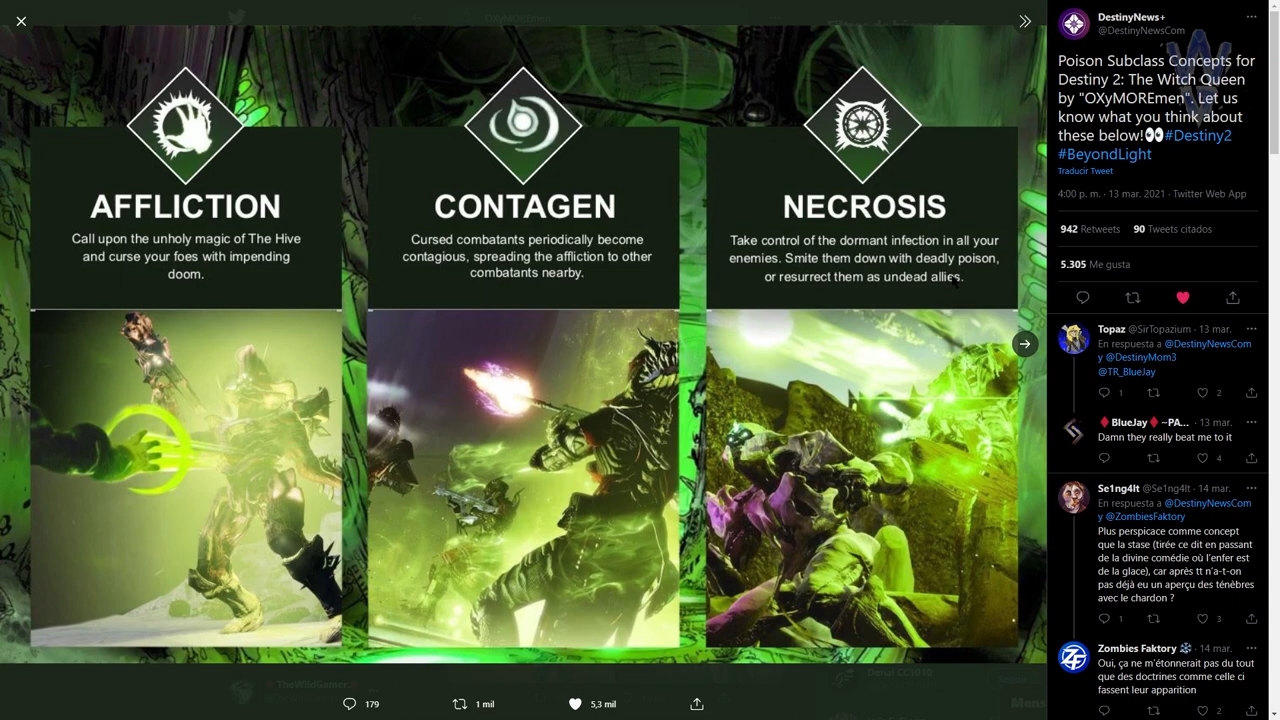 AFFLICTION
Call upon the unholy magic of The Hive
and curse your foes with impending
doom.
CONTAGEN
Cursed combatants periodically become
contagious, spreading the affliction to other
combatants nearby.
NECROSIS
Take control of the dormant infection in all your
enemies. Smite them down with deadly poison,
or resurrect them as undead allies.
179
1 mil
5,3 mil
DestinyNews+
@DestinyNewsCom
Poison Subclass Concepts for
Destiny 2: The Witch Queen
by "OXyMOREmen". Let us
know what you think about
these below!👀#Destiny2
#BeyondLight
Traducir Tweet
4:00 p. m. · 13 mar. 2021 · Twitter Web App
942 Retweets 90 Tweets citados
5.305 Me gusta
Topaz @SirTopazium · 13 mar.
En respuesta a @DestinyNewsCom
y @DestinyMom3
@TR_BlueJay
1 2
♦️BlueJay♦️ ~PA... · 13 mar.
Damn they really beat me to it
4
Se1ng4lt @Se1ng4lt · 14 mar.
En respuesta a @DestinyNewsCom
y @ZombiesFaktory
Plus perspicace comme concept
que la stase (tirée ce dit en passant
de la divine comédie où l'enfer est
de la glace), car après tt n'a-t-on
pas déjà eu un aperçu des ténèbres
avec le chardon ?
1 3
Zombies Faktory ❄️ · 14 mar.
Oui, ça ne m'étonnerait pas du tout
que des doctrines comme celle ci
fassent leur apparition
2